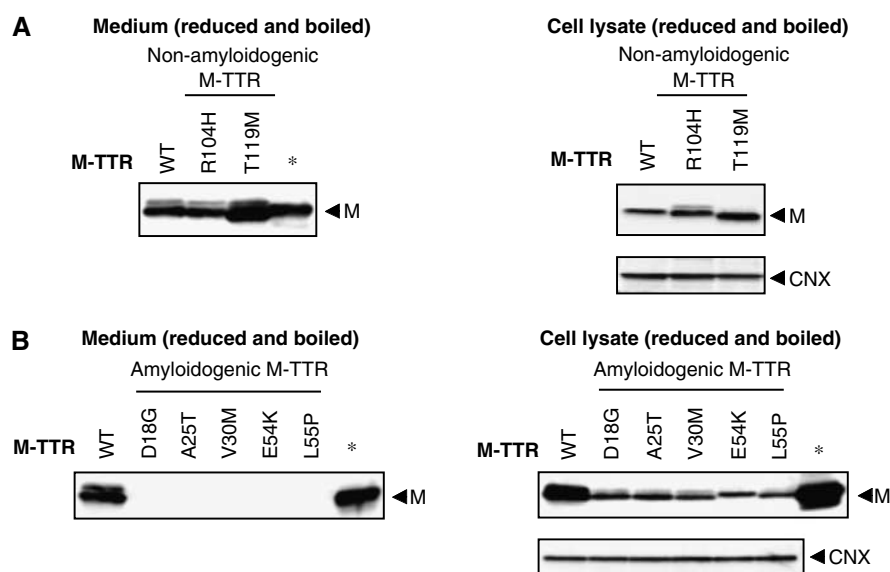 A
Medium (reduced and boiled)
Non-amyloidogenic
M-TTR
M-TTR WT R104H T119M *
◄M
Cell lysate (reduced and boiled)
Non-amyloidogenic
M-TTR
M-TTR WT R104H T119M
◄M
◄CNX
B
Medium (reduced and boiled)
Amyloidogenic M-TTR
M-TTR WT D18G A25T V30M E54K L55P *
◄M
Cell lysate (reduced and boiled)
Amyloidogenic M-TTR
M-TTR WT D18G A25T V30M E54K L55P *
◄M
◄CNX